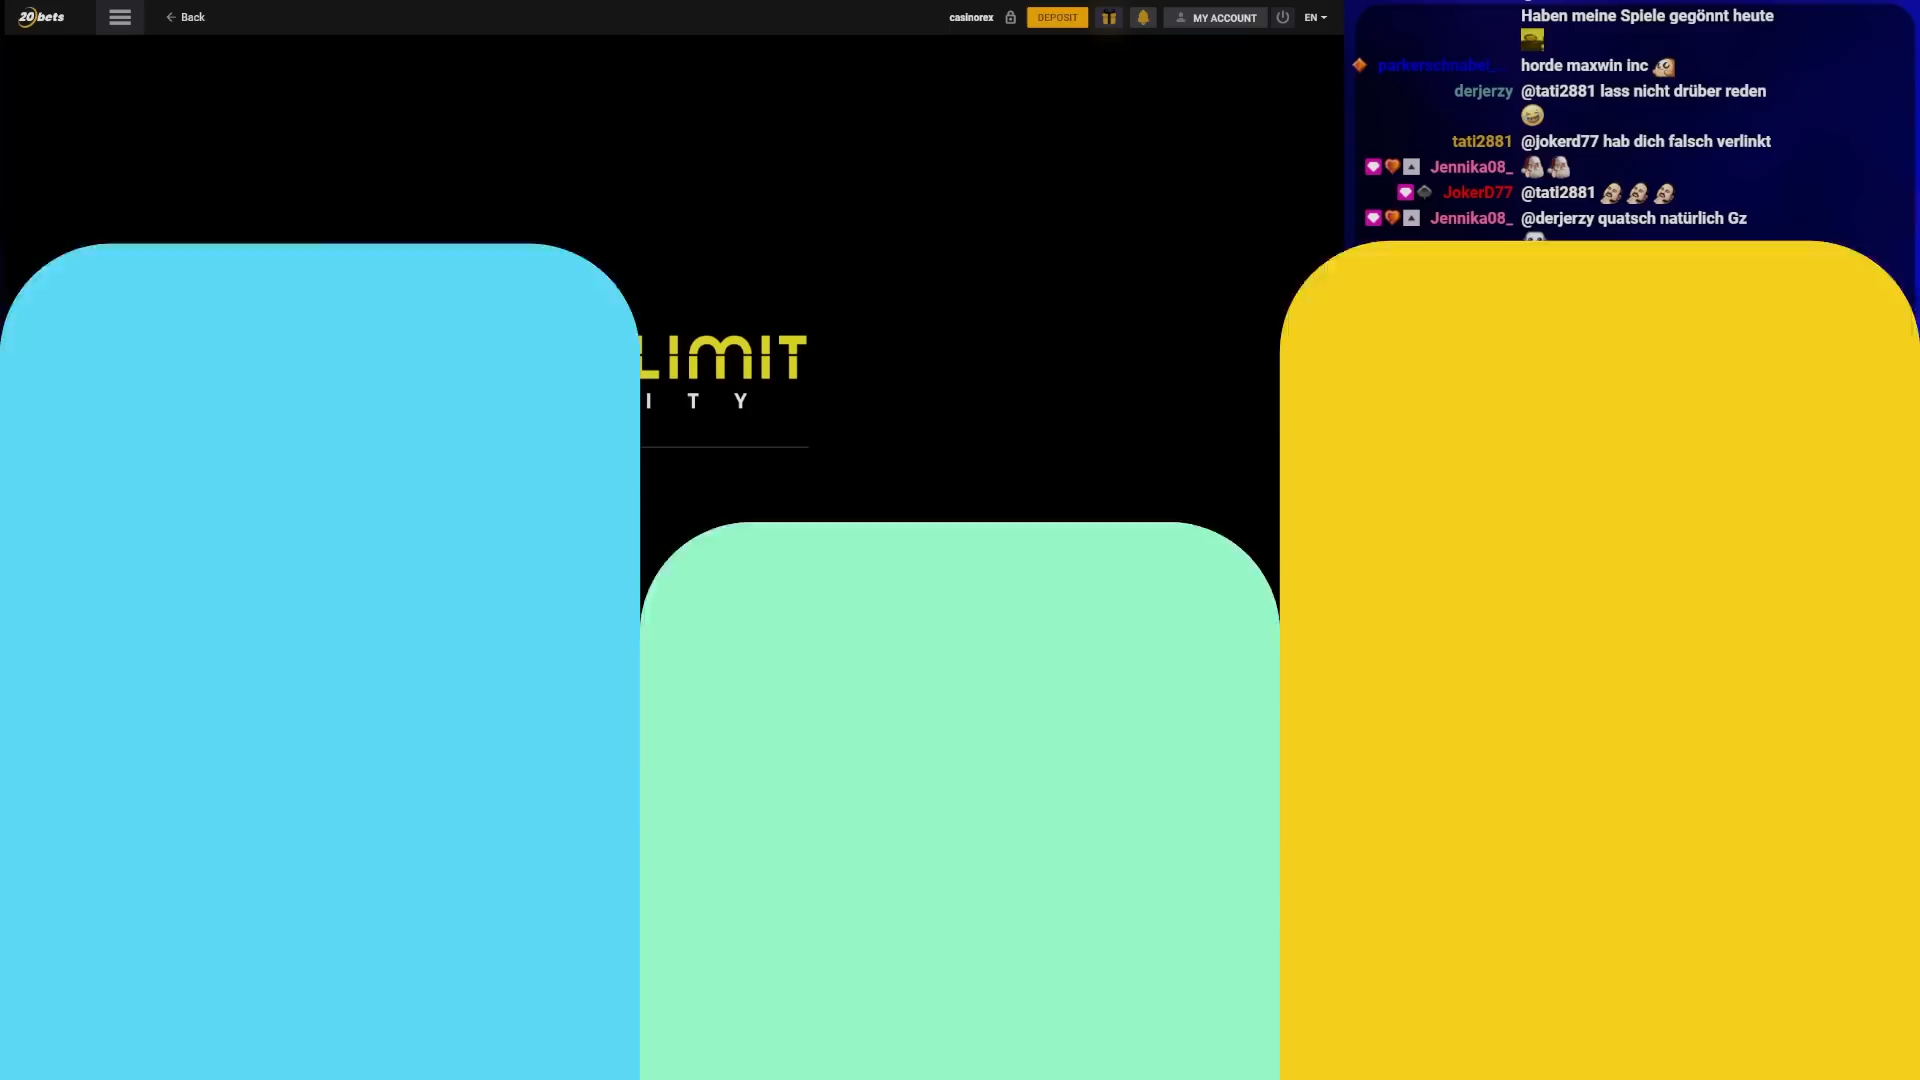 20bets
Back
casinorex
DEPOSIT
MY ACCOUNT
EN
LIMIT
ITY
Haben meine Spiele gegönnt heute
horde maxwin inc
derjerzy @tati2881 lass nicht drüber reden
tati2881 @jokerd77 hab dich falsch verlinkt
Jennika08_
JokerD77 @tati2881
Jennika08_ @derjerzy quatsch natürlich Gz